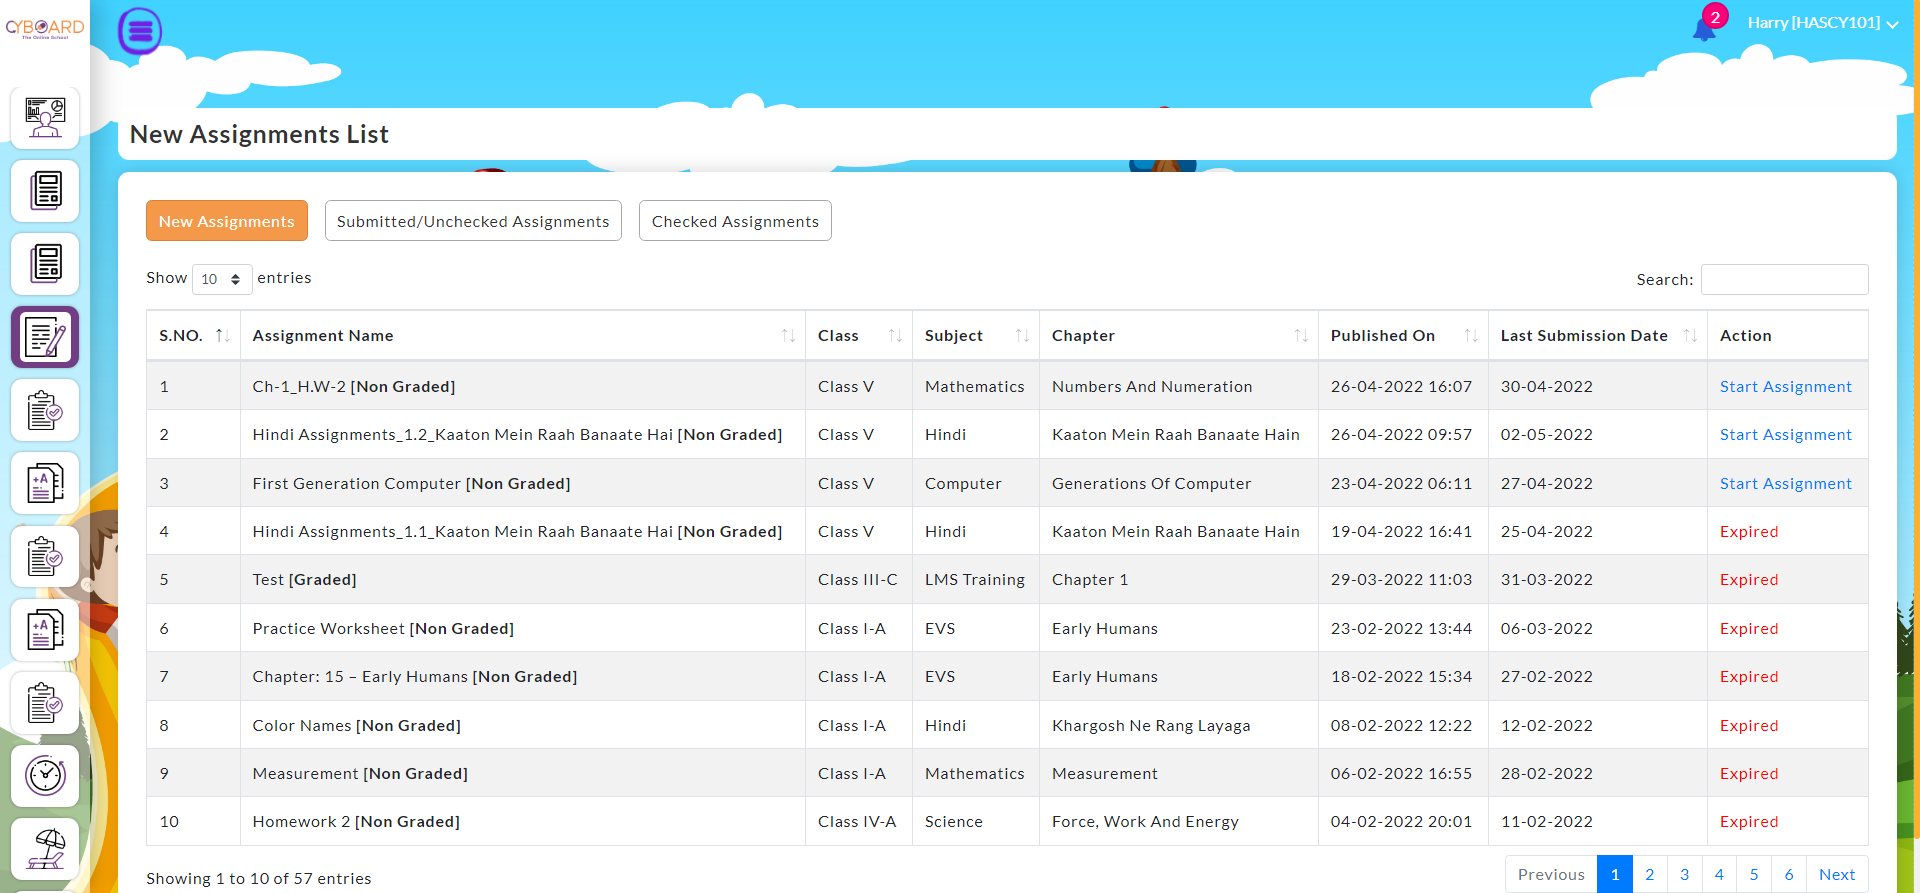 CYBOARD
The Online School
2
Harry [HASCY101]
New Assignments List
New Assignments Submitted/Unchecked Assignments Checked Assignments
Show 10 entries Search:
S.NO. Assignment Name Class Subject Chapter Published On Last Submission Date Action
1 Ch-1_H.W-2 [Non Graded] Class V Mathematics Numbers And Numeration 26-04-2022 16:07 30-04-2022 Start Assignment
2 Hindi Assignments_1.2_Kaaton Mein Raah Banaate Hai [Non Graded] Class V Hindi Kaaton Mein Raah Banaate Hain 26-04-2022 09:57 02-05-2022 Start Assignment
3 First Generation Computer [Non Graded] Class V Computer Generations Of Computer 23-04-2022 06:11 27-04-2022 Start Assignment
4 Hindi Assignments_1.1_Kaaton Mein Raah Banaate Hai [Non Graded] Class V Hindi Kaaton Mein Raah Banaate Hain 19-04-2022 16:41 25-04-2022 Expired
5 Test [Graded] Class III-C LMS Training Chapter 1 29-03-2022 11:03 31-03-2022 Expired
6 Practice Worksheet [Non Graded] Class I-A EVS Early Humans 23-02-2022 13:44 06-03-2022 Expired
7 Chapter: 15 – Early Humans [Non Graded] Class I-A EVS Early Humans 18-02-2022 15:34 27-02-2022 Expired
8 Color Names [Non Graded] Class I-A Hindi Khargosh Ne Rang Layaga 08-02-2022 12:22 12-02-2022 Expired
9 Measurement [Non Graded] Class I-A Mathematics Measurement 06-02-2022 16:55 28-02-2022 Expired
10 Homework 2 [Non Graded] Class IV-A Science Force, Work And Energy 04-02-2022 20:01 11-02-2022 Expired
Showing 1 to 10 of 57 entries Previous 1 2 3 4 5 6 Next